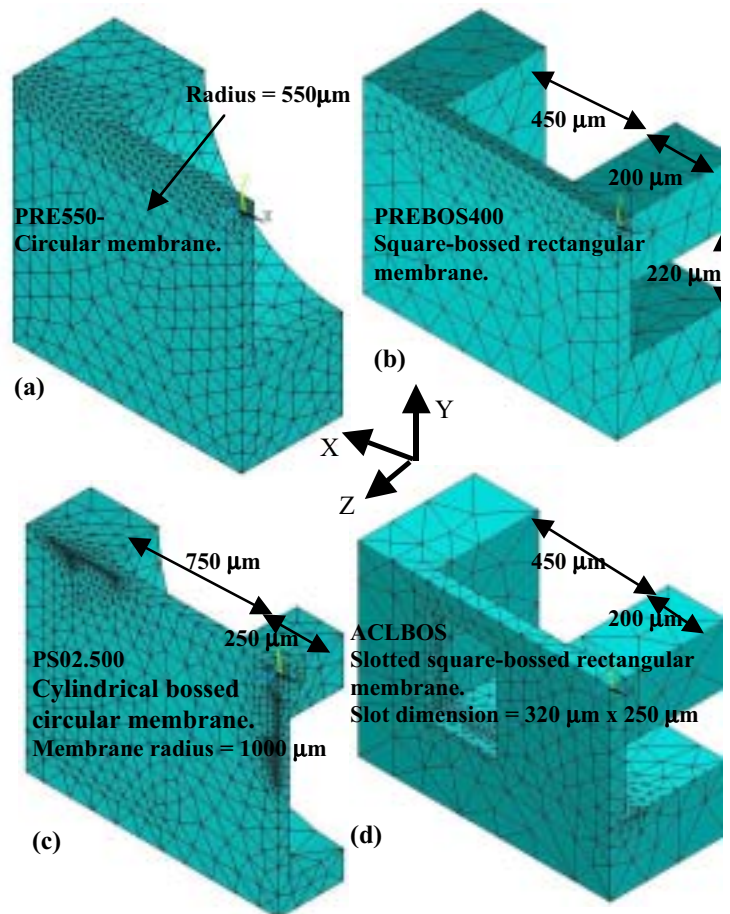 Radius = 550μm
PRE550-
Circular membrane.
(a)
450 μm
200 μm
PREBOS400
Square-bossed rectangular
membrane.
220 μm
(b)
Y
X
Z
750 μm
250 μm
PS02.500
Cylindrical bossed
circular membrane.
Membrane radius = 1000 μm
(c)
450 μm
200 μm
ACLBOS
Slotted square-bossed rectangular
membrane.
Slot dimension = 320 μm x 250 μm
(d)